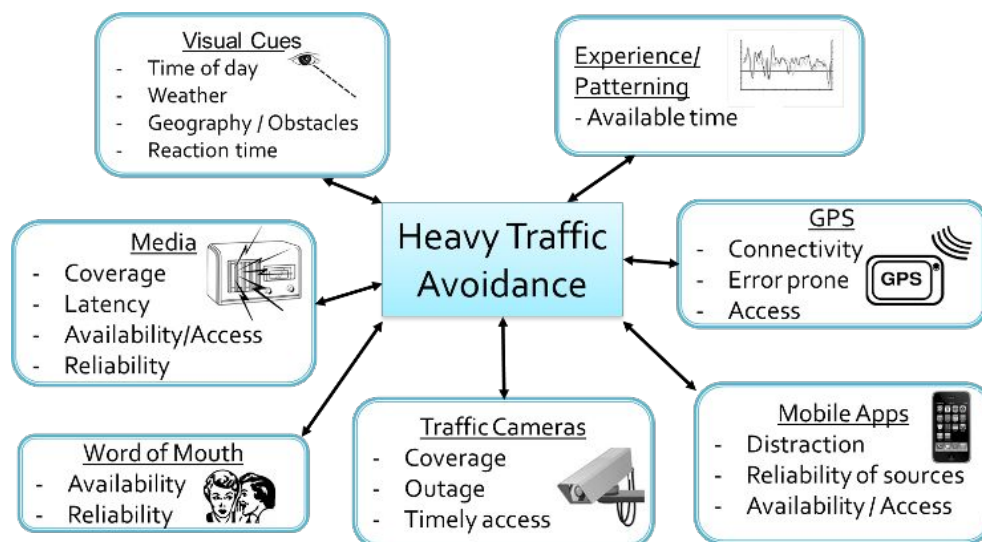 Visual Cues
- Time of day
- Weather
- Geography / Obstacles
- Reaction time
Experience/
Patterning
- Available time
Heavy Traffic
Avoidance
Media
- Coverage
- Latency
- Availability/Access
- Reliability
GPS
- Connectivity
- Error prone
- Access
GPS
Word of Mouth
- Availability
- Reliability
Traffic Cameras
- Coverage
- Outage
- Timely access
Mobile Apps
- Distraction
- Reliability of sources
- Availability / Access